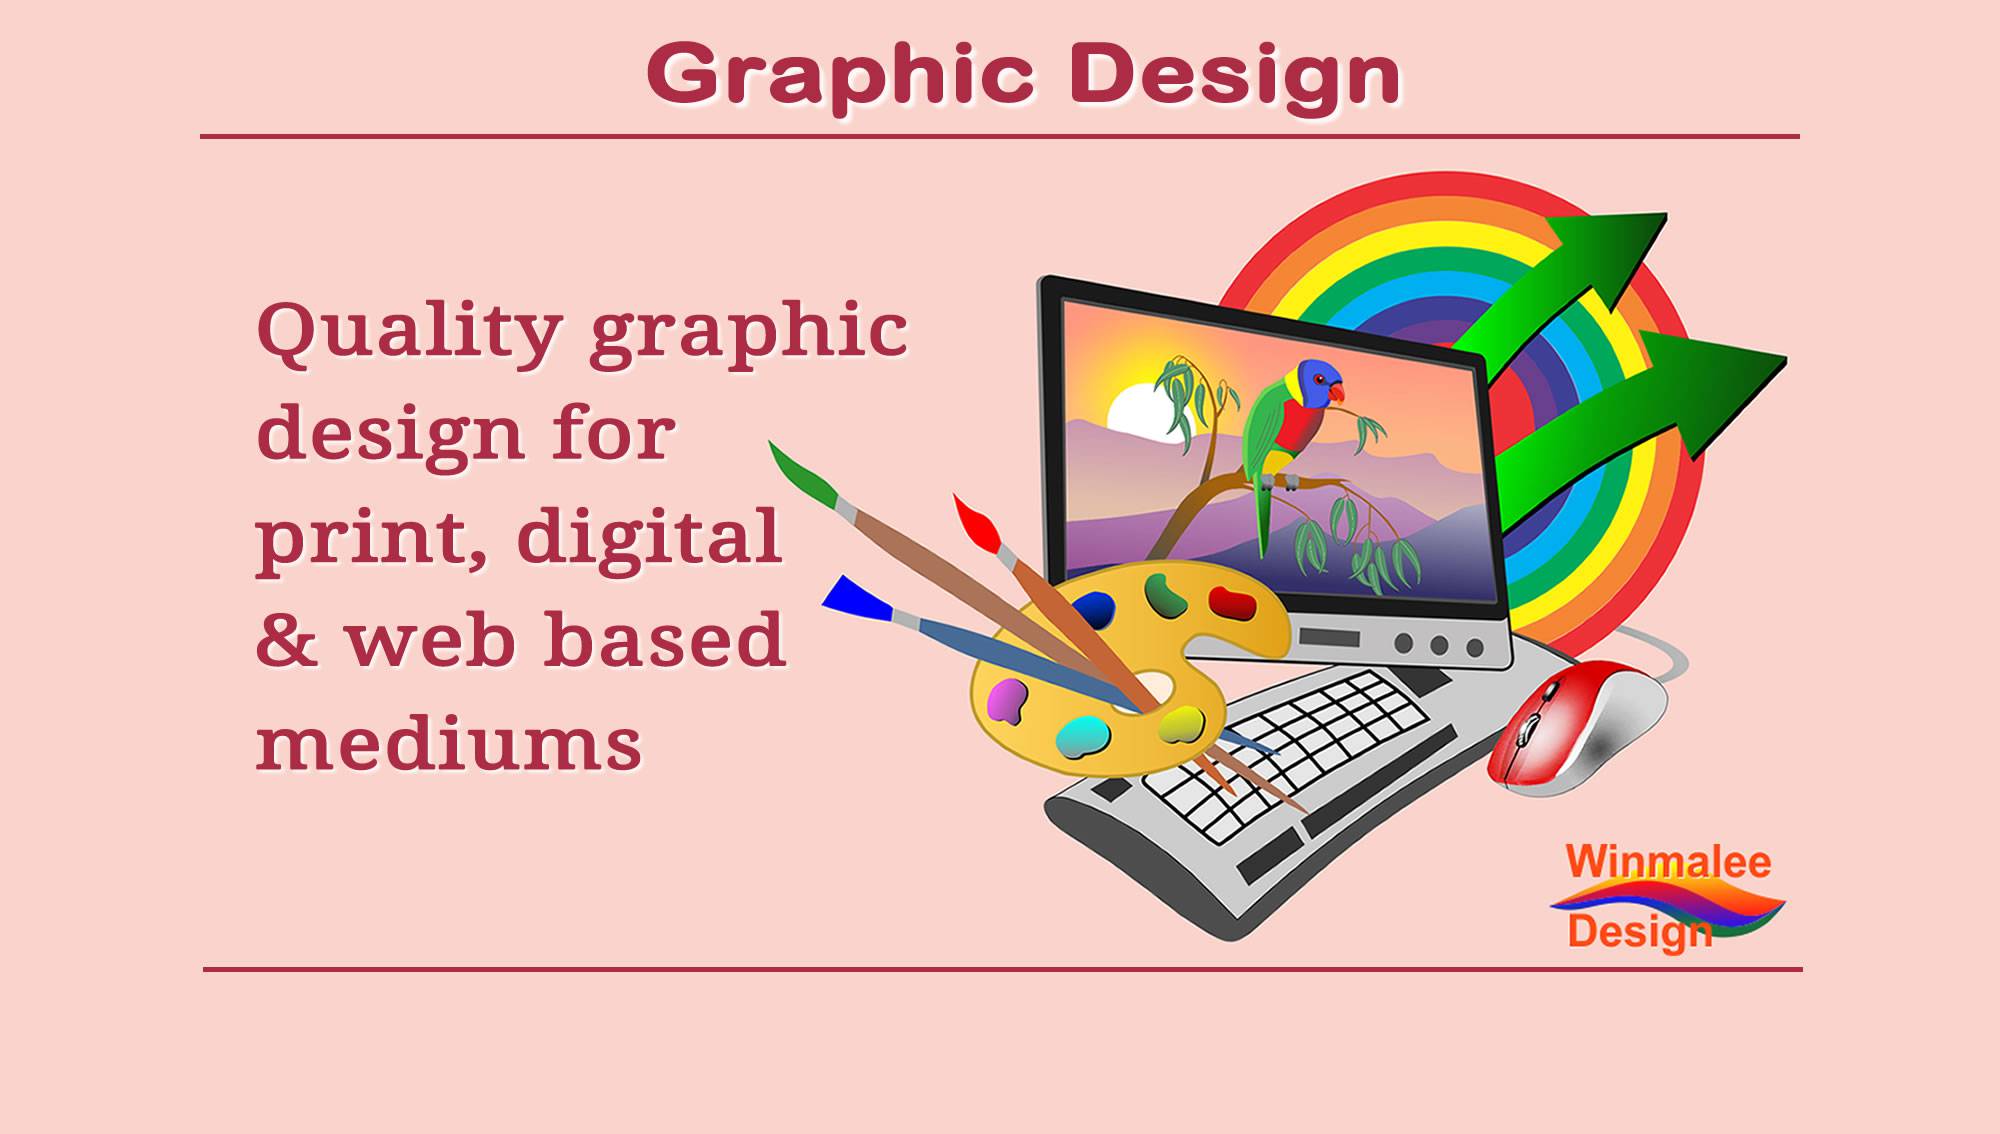 Graphic Design
Quality graphic
design for
print, digital
& web based
mediums
Winmalee
Design